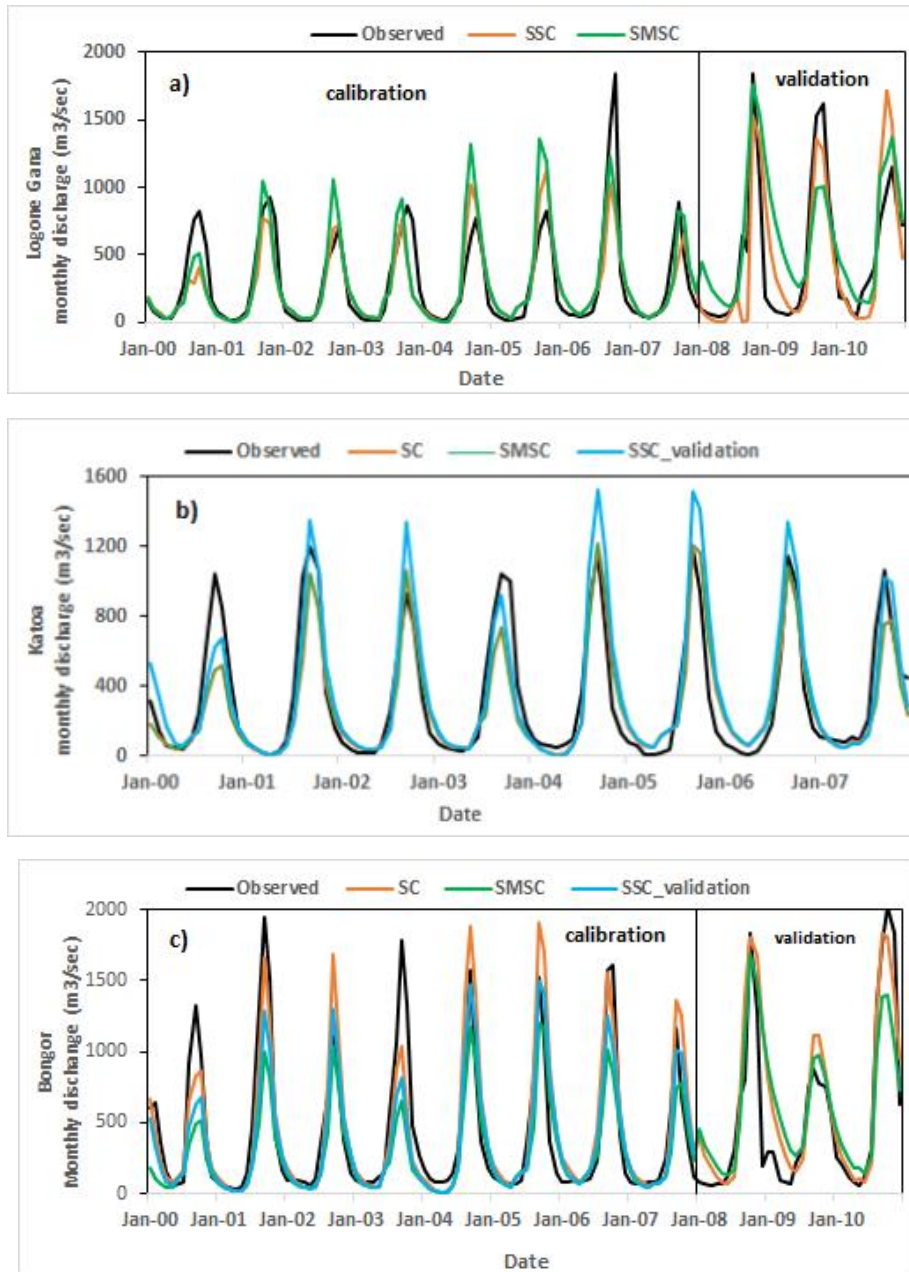 Observed SSC SMSC
2000
1500
1000
500
0
a)
calibration
validation
Logone Gana
monthly discharge (m3/sec)
Jan-00 Jan-01 Jan-02 Jan-03 Jan-04 Jan-05 Jan-06 Jan-07 Jan-08 Jan-09 Jan-10
Date
Observed SC SMSC SSC_validation
1600
1200
800
400
0
b)
Katoa
monthly discharge (m3/sec)
Jan-00 Jan-01 Jan-02 Jan-03 Jan-04 Jan-05 Jan-06 Jan-07
Date
Observed SC SMSC SSC_validation
2000
1500
1000
500
0
c)
calibration
validation
Bongor
Monthly dischange (m3/sec)
Jan-00 Jan-01 Jan-02 Jan-03 Jan-04 Jan-05 Jan-06 Jan-07 Jan-08 Jan-09 Jan-10
Date